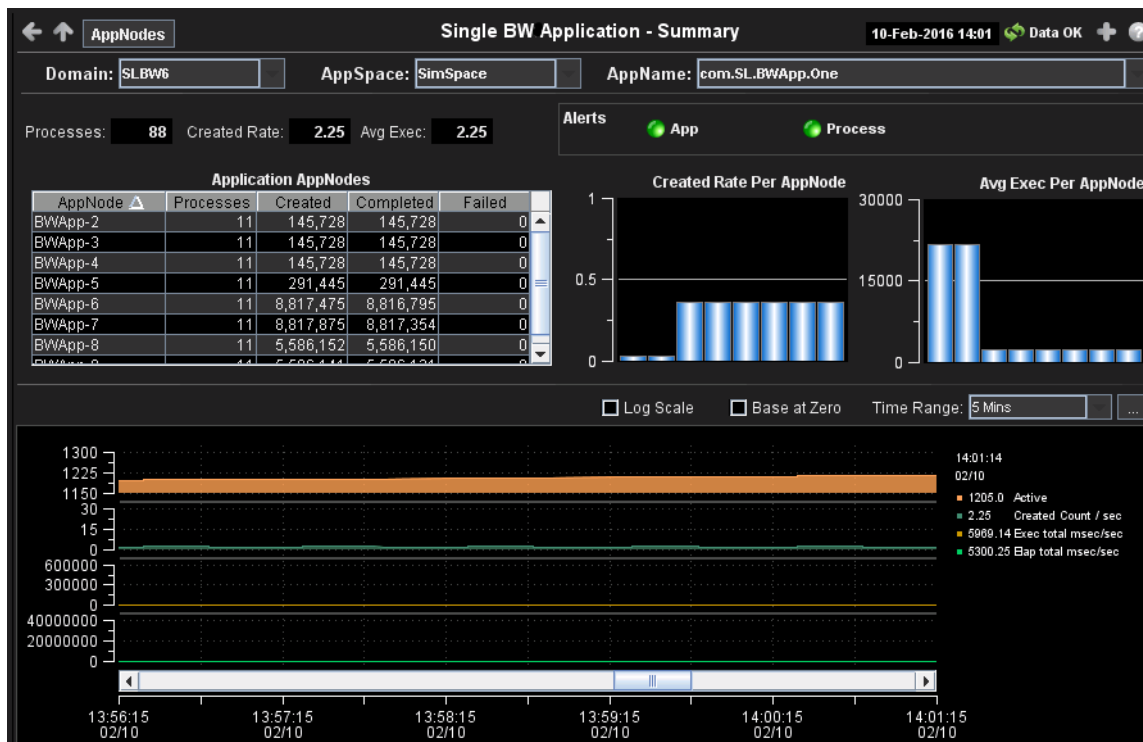 AppNodes
Single BW Application - Summary
10-Feb-2016 14:01 Data OK
Domain: SLBW6 AppSpace: SimSpace AppName: com.SL.BWApp.One
Processes: 88 Created Rate: 2.25 Avg Exec: 2.25
Alerts
App Process
Application AppNodes
AppNode Processes Created Completed Failed
BWApp-2 11 145,728 145,728 0
BWApp-3 11 145,728 145,728 0
BWApp-4 11 145,728 145,728 0
BWApp-5 11 291,445 291,445 0
BWApp-6 11 8,817,475 8,816,795 0
BWApp-7 11 8,817,875 8,817,354 0
BWApp-8 11 5,586,152 5,586,150 0
Created Rate Per AppNode
1
0.5
0
Avg Exec Per AppNode
30000
15000
0
Log Scale Base at Zero Time Range: 5 Mins ...
1300
1225
1150
30
15
0
600000
300000
0
40000000
20000000
0
14:01:14
02/10
1205.0 Active
2.25 Created Count / sec
5969.14 Exec total msec/sec
5300.25 Elap total msec/sec
13:56:15 13:57:15 13:58:15 13:59:15 14:00:15 14:01:15
02/10 02/10 02/10 02/10 02/10 02/10